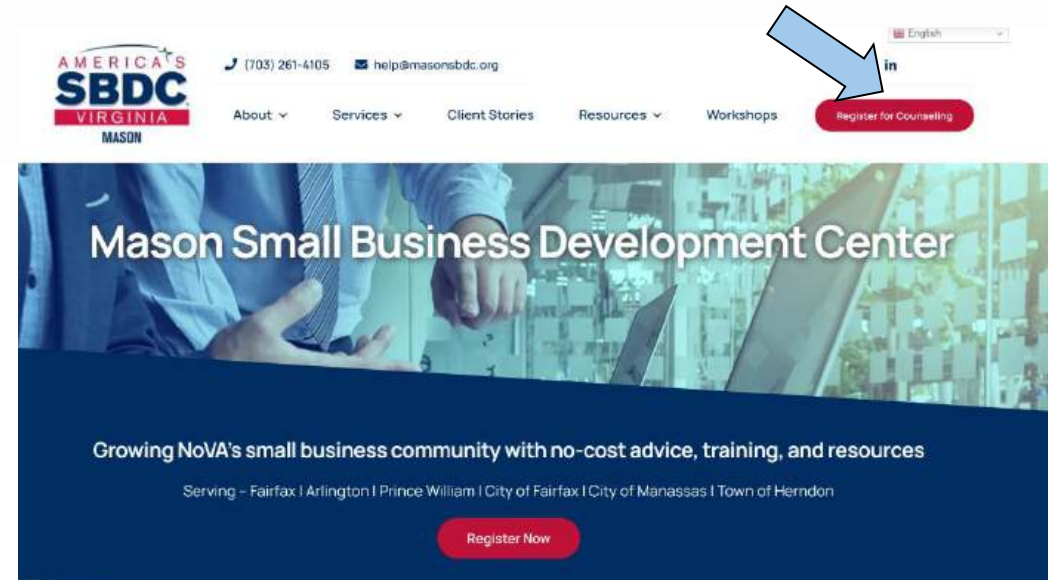 English
AMERICA'S
SBDC
VIRGINIA
MASON
(703) 261-4105 help@masonsbdc.org in
About Services Client Stories Resources Workshops Register for Counseling
Mason Small Business Development Center
Growing NoVA's small business community with no-cost advice, training, and resources
Serving – Fairfax | Arlington | Prince William | City of Fairfax | City of Manassas | Town of Herndon
Register Now